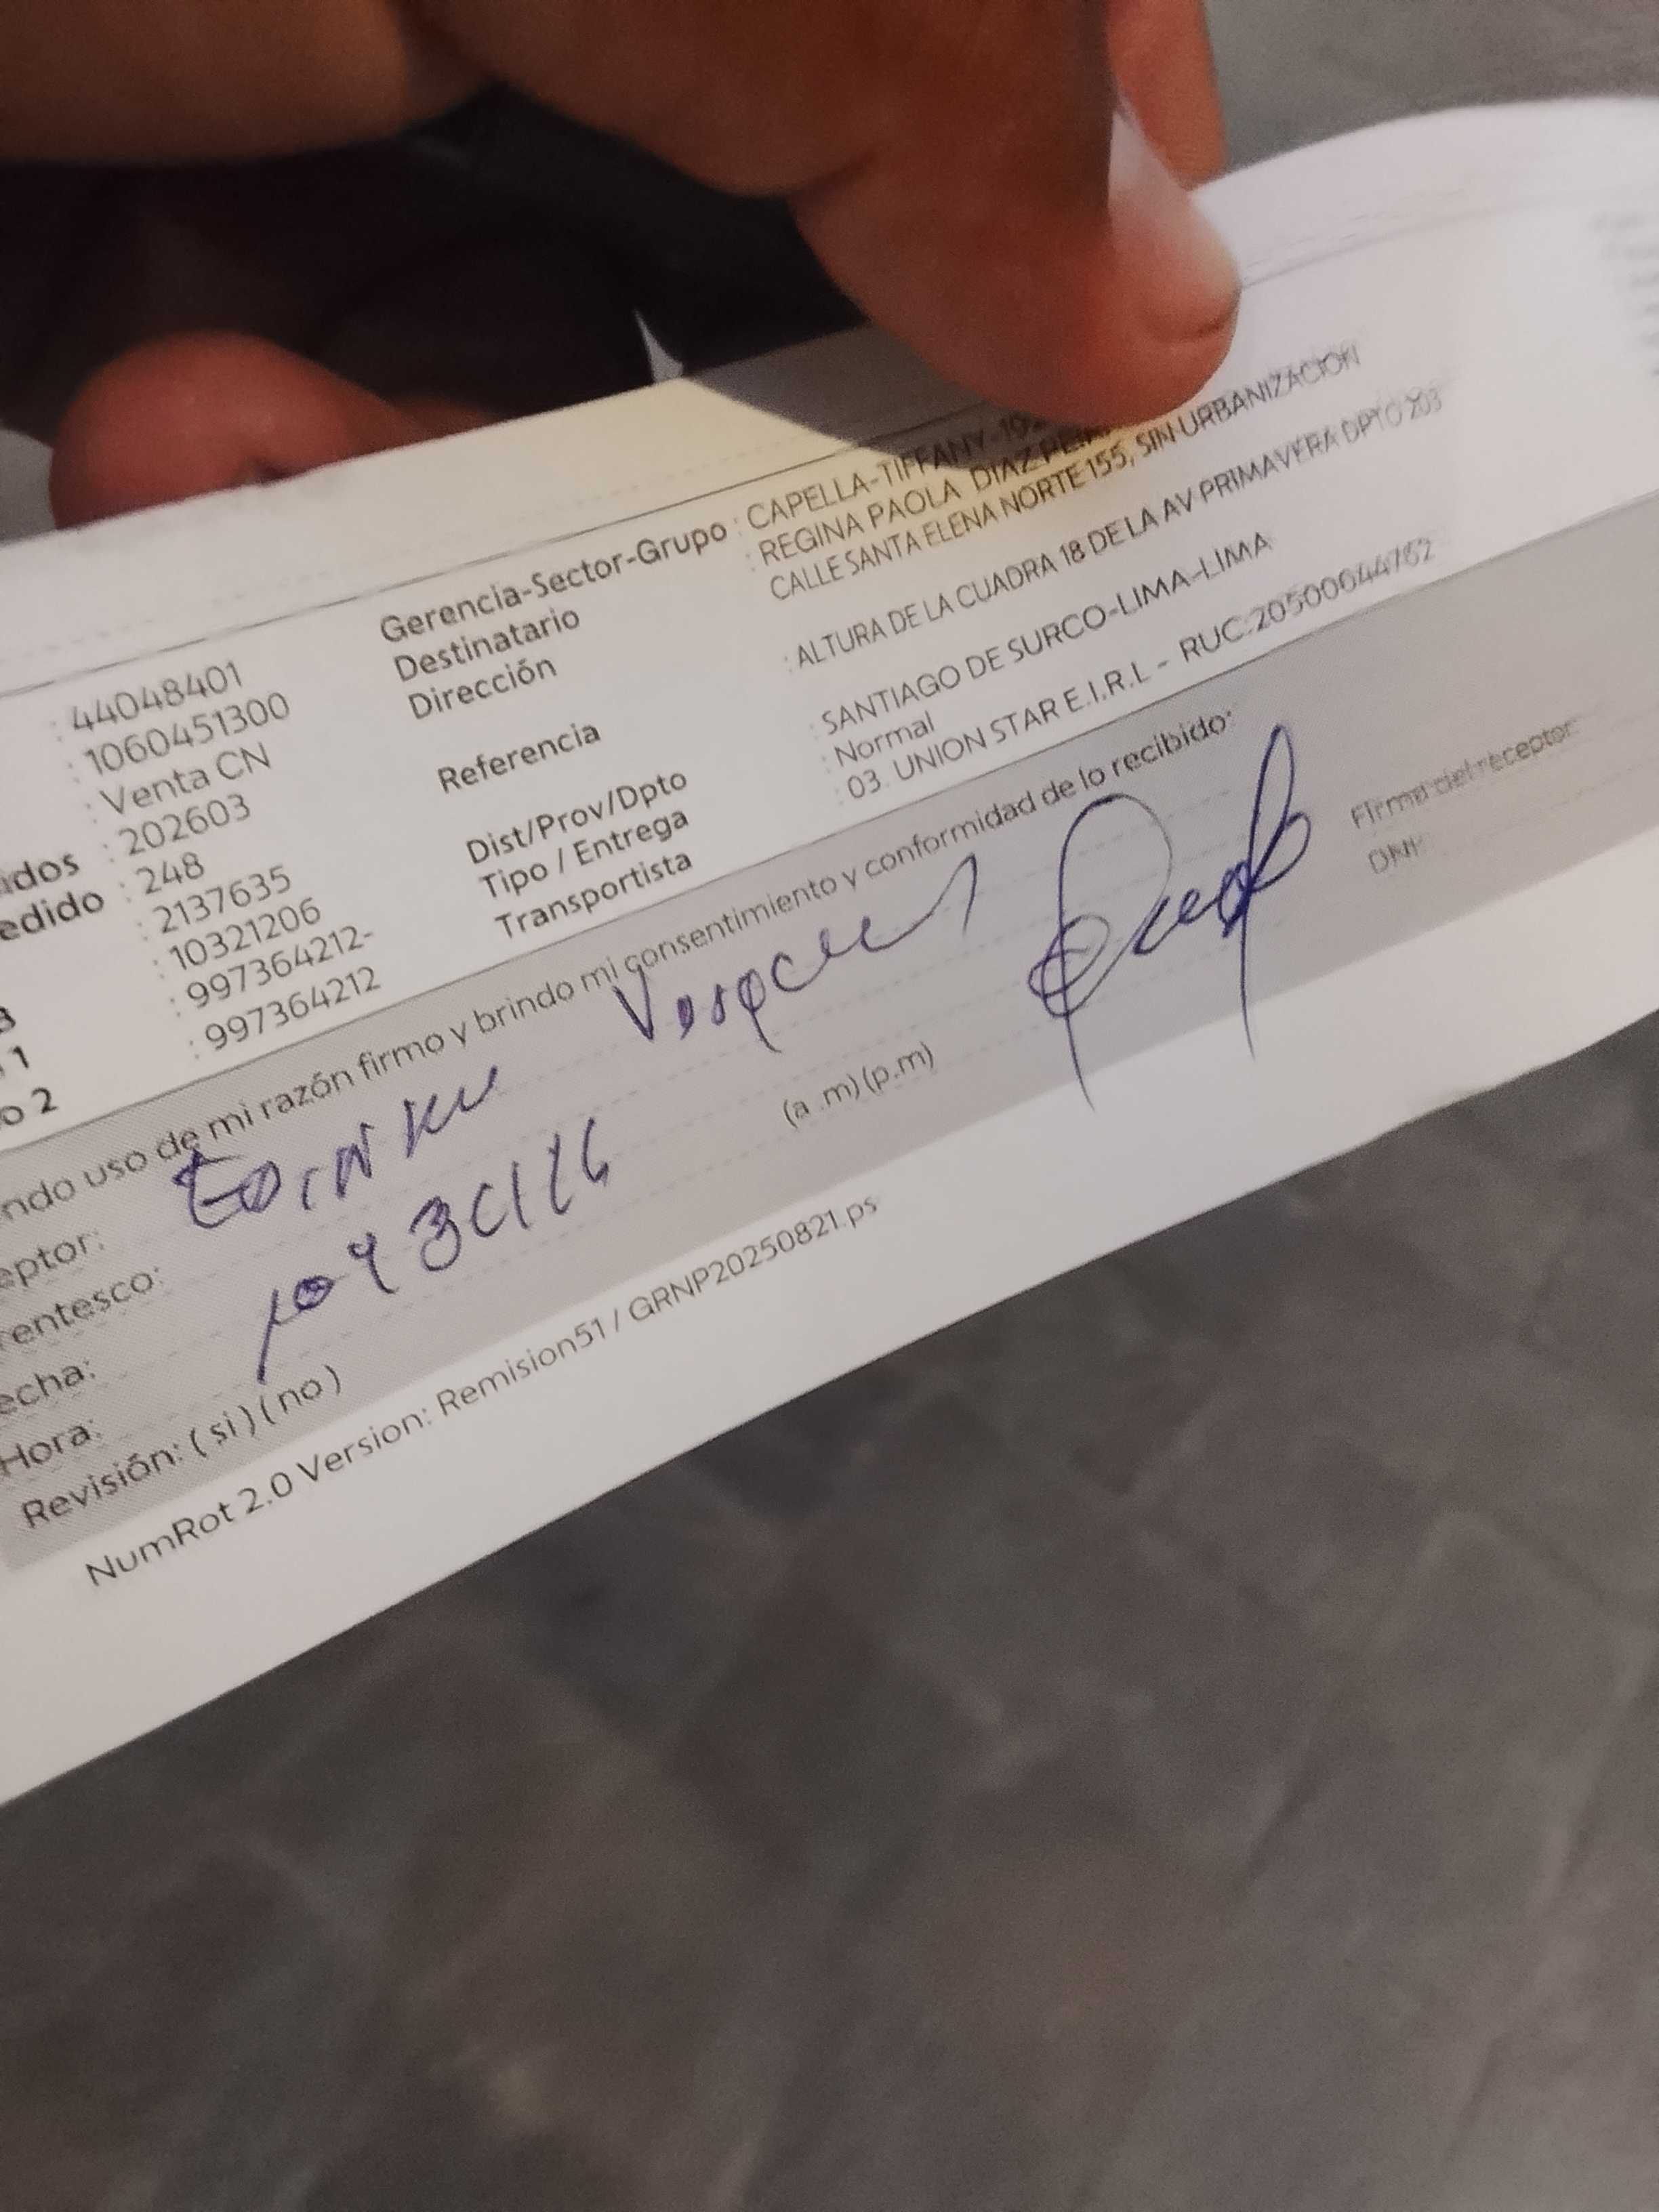 Gerencia-Sector-Grupo : CAPELLA-TIFFANY-19
: 44048401 Destinatario : REGINA PAOLA DIAZ
: 1060451300 Dirección CALLE SANTA ELENA NORTE 155, SIN URBANIZACION
: Venta CN
: 202603 Referencia : ALTURA DE LA CUADRA 18 DE LA AV PRIMAVERA DPTO 203
edido : 248
: 2137635 Dist/Prov/Dpto : SANTIAGO DE SURCO-LIMA-LIMA
: 10321206 Tipo / Entrega : Normal
: 997364212- Transportista : 03. UNION STAR E.I.R.L - RUC:20500644762
o 2 : 997364212
ndo uso de mi razón firmo y brindo mi consentimiento y conformidad de lo recibido:
eptor:
rentesco:
echa:
Hora: (a .m) (p.m) Firma del receptor
Revisión: ( si ) ( no ) DNI:
NumRot 2.0 Version: Remision51 / GRNP20250821.ps